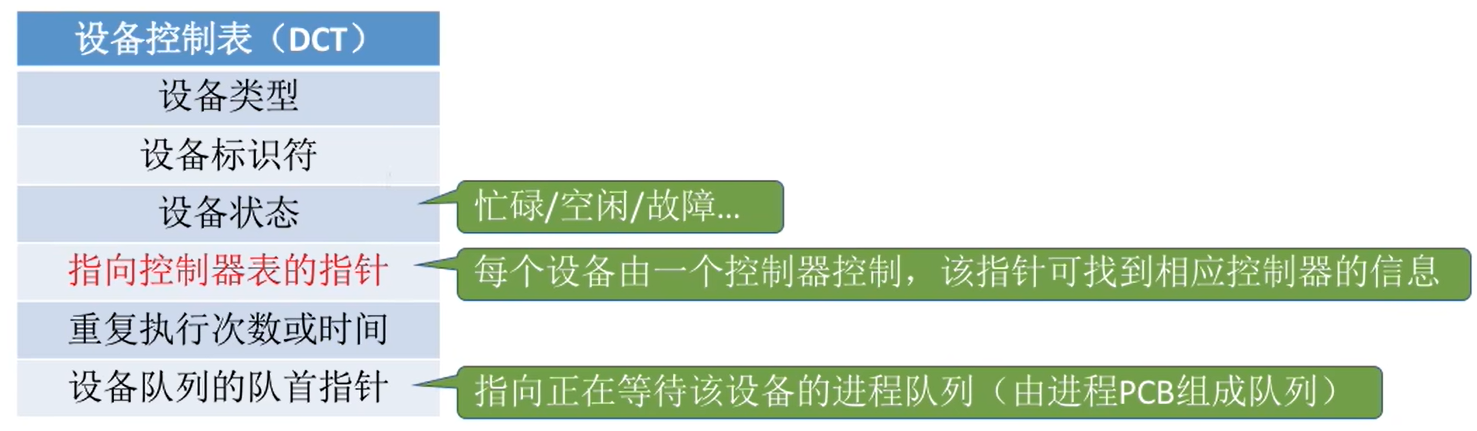 设备控制表（DCT）
设备类型
设备标识符
设备状态
忙碌/空闲/故障...
指向控制器表的指针
每个设备由一个控制器控制，该指针可找到相应控制器的信息
重复执行次数或时间
设备队列的队首指针
指向正在等待该设备的进程队列（由进程PCB组成队列）